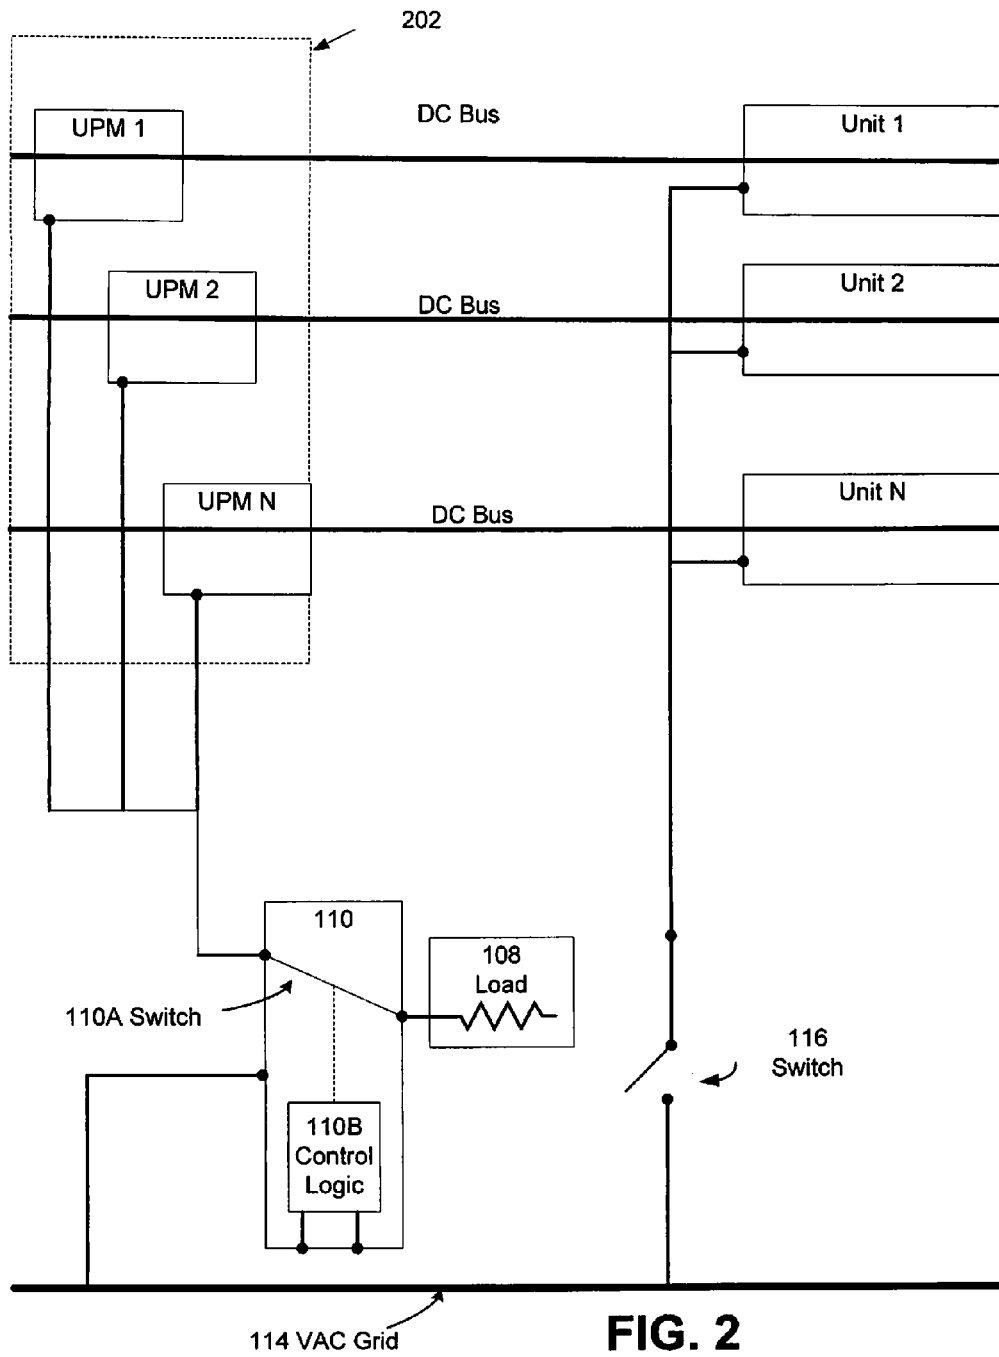 202
UPM 1
DC Bus
Unit 1
UPM 2
DC Bus
Unit 2
UPM N
DC Bus
Unit N
110
108
Load
110A Switch
116
Switch
110B
Control
Logic
114 VAC Grid
FIG. 2